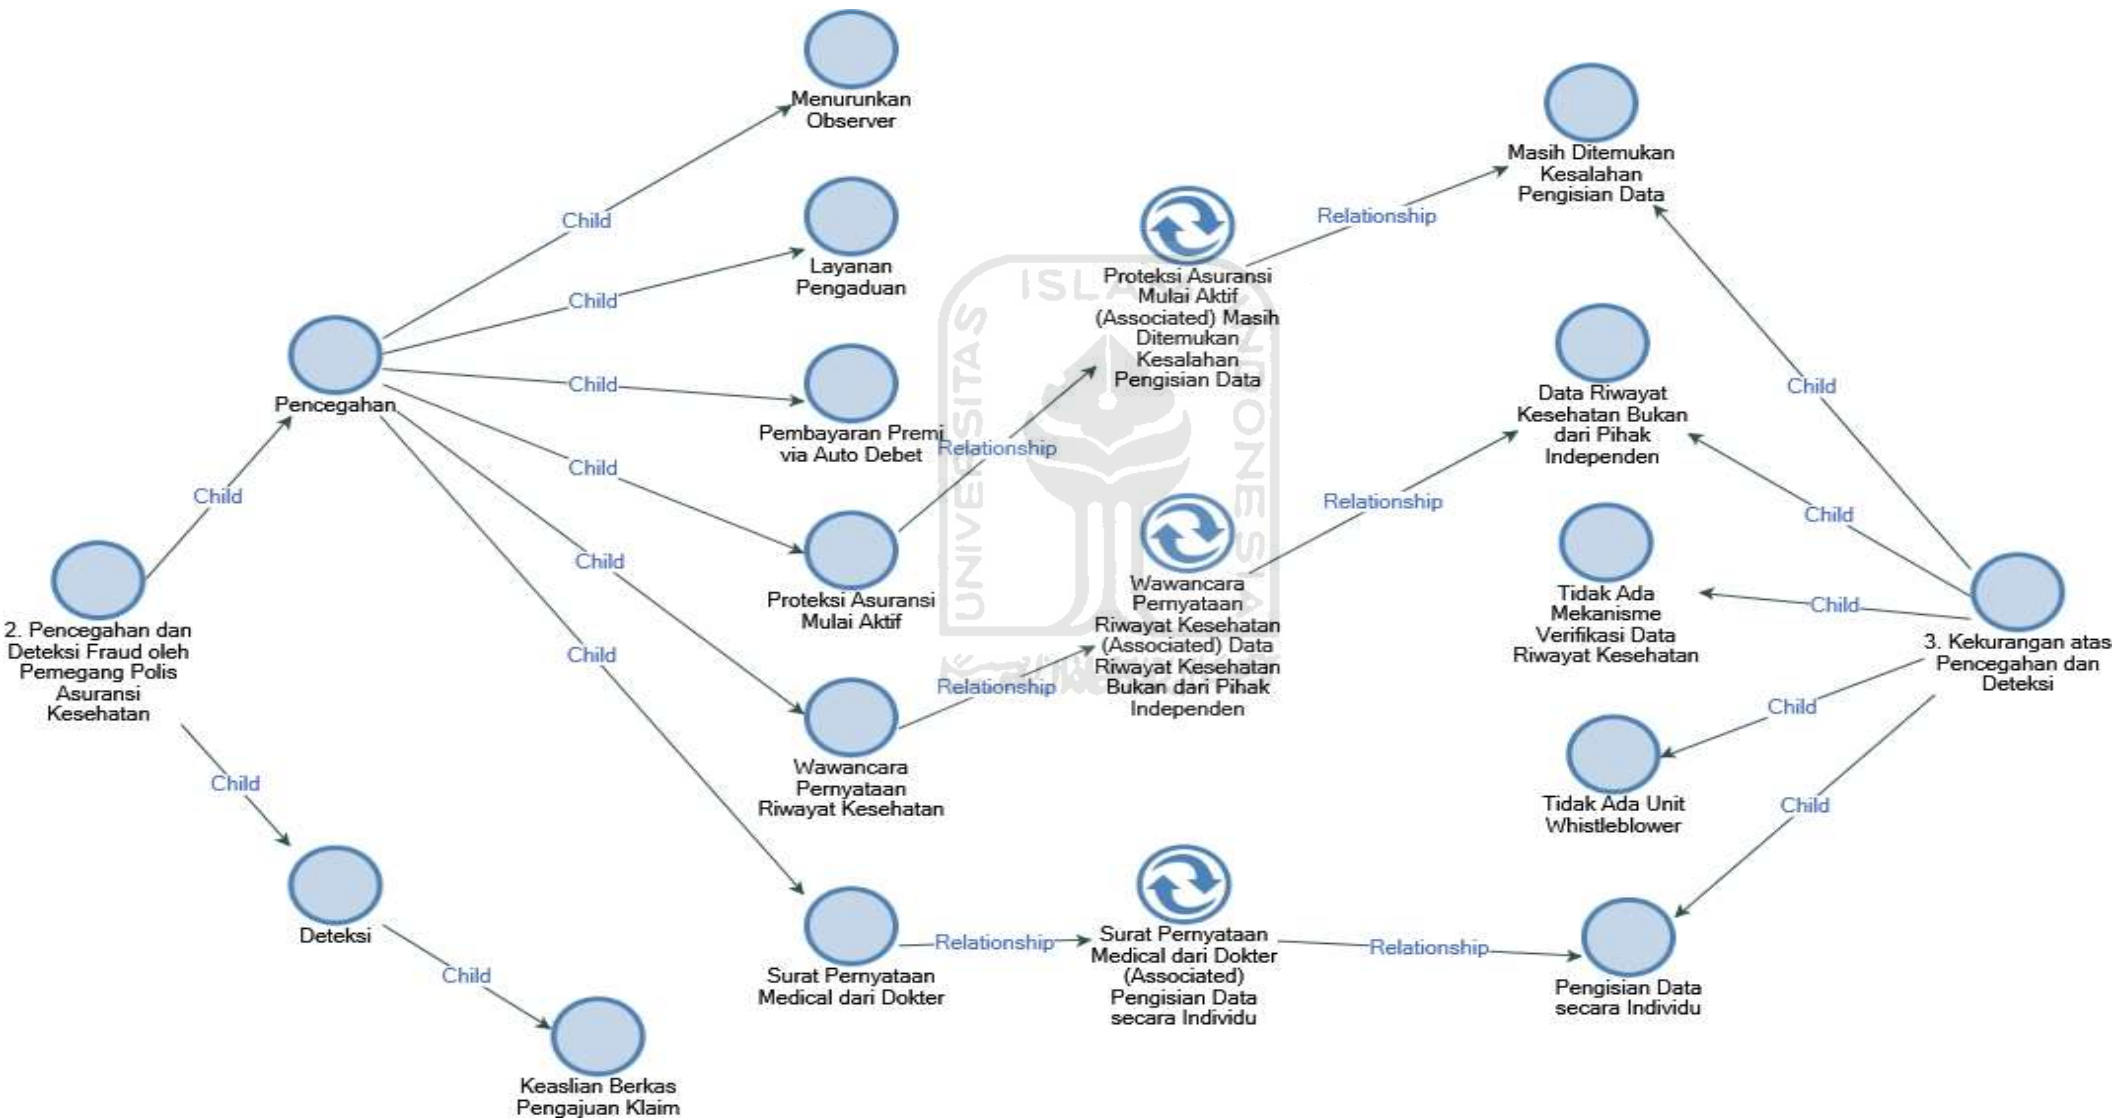 Menurunkan
Observer
Child
Layanan
Pengaduan
Child
Pencegahan
Child
Pembayaran Premi
via Auto Debet
Child
Proteksi Asuransi
Mulai Aktif
Child
Wawancara
Pernyataan
Riwayat Kesehatan
Child
Surat Pernyataan
Medical dari Dokter
Child
2. Pencegahan dan
Deteksi Fraud oleh
Pemegang Polis
Asuransi
Kesehatan
Child
Deteksi
Child
Keaslian Berkas
Pengajuan Klaim
Relationship
Proteksi Asuransi
Mulai Aktif
(Associated) Masih
Ditemukan
Kesalahan
Pengisian Data
Relationship
Relationship
Wawancara
Pernyataan
Riwayat Kesehatan
(Associated) Data
Riwayat Kesehatan
Bukan dari Pihak
Independen
Relationship
Relationship
Surat Pernyataan
Medical dari Dokter
(Associated)
Pengisian Data
secara Individu
Relationship
Masih Ditemukan
Kesalahan
Pengisian Data
Child
Data Riwayat
Kesehatan Bukan
dari Pihak
Independen
Child
Tidak Ada
Mekanisme
Verifikasi Data
Riwayat Kesehatan
Child
3. Kekurangan atas
Pencegahan dan
Deteksi
Child
Tidak Ada Unit
Whistleblower
Child
Pengisian Data
secara Individu
UNIVERSITAS
ISLAM
INDONESIA